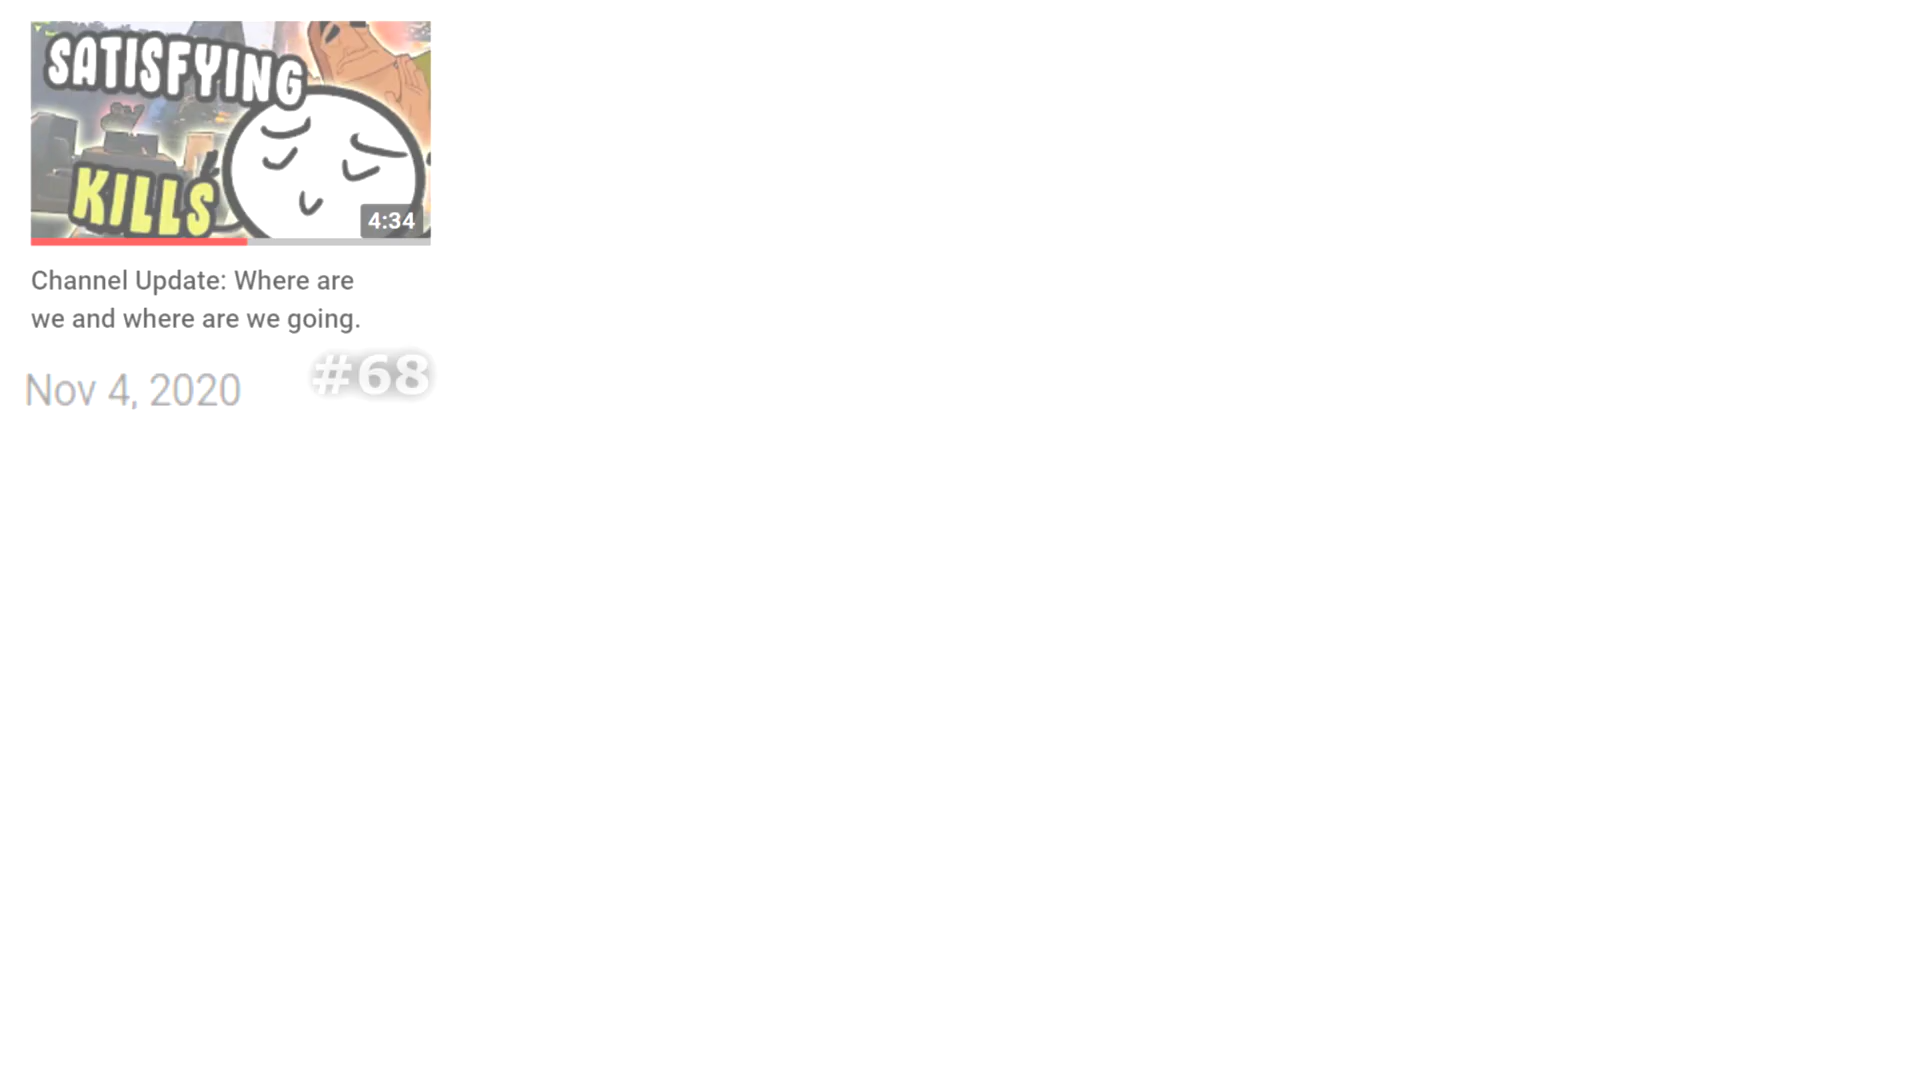 SATISFYING
KILLS
4:34
Channel Update: Where are
we and where are we going.
#68
Nov 4, 2020